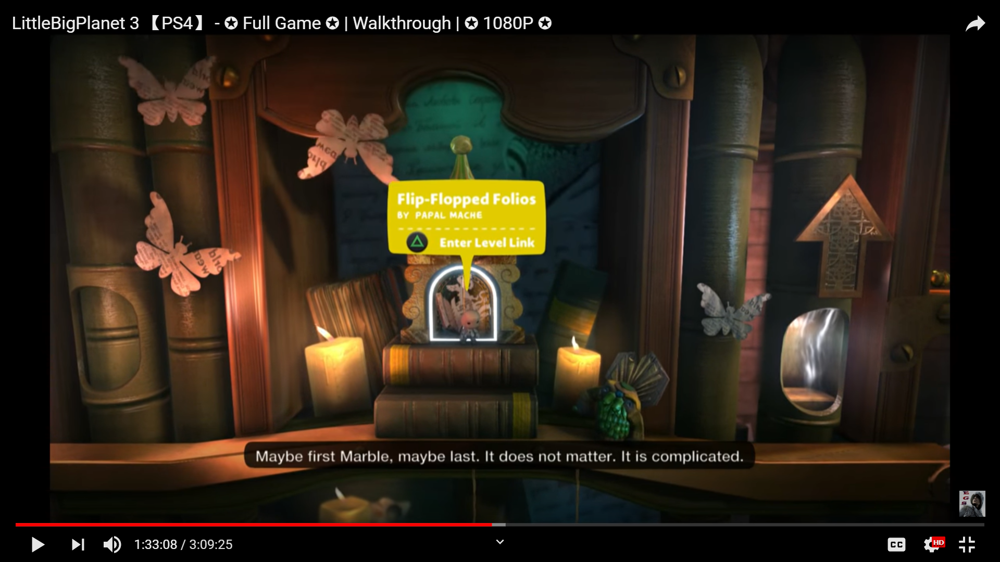 LittleBigPlanet 3 【PS4】 - ✪ Full Game ✪ | Walkthrough | ✪ 1080P ✪
Flip-Flopped Folios
BY PAPAL MACHE
Enter Level Link
Maybe first Marble, maybe last. It does not matter. It is complicated.
EGS
1:33:08 / 3:09:25
CC
HD